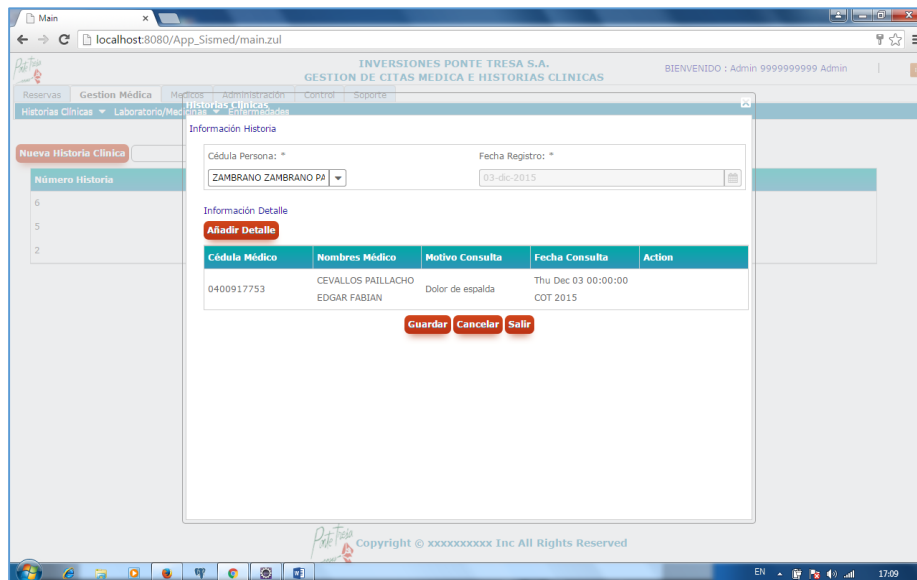 Main
localhost:8080/App_Sismed/main.zul
INVERSIONES PONTE TRESA S.A.
GESTION DE CITAS MEDICA E HISTORIAS CLINICAS
BIENVENIDO : Admin 9999999999 Admin
Reservas Gestion Médica Medicos Administración Control Soporte
Historias Clínicas Laboratorio/Medicinas Enfermedades
Historias Clínicas
Información Historia
Nueva Historia Clinica
Cédula Persona: * Fecha Registro: *
ZAMBRANO ZAMBRANO PA 03-dic-2015
Número Historia
6
5
2
Información Detalle
Añadir Detalle
Cédula Médico Nombres Médico Motivo Consulta Fecha Consulta Action
0400917753 CEVALLOS PAILLACHO EDGAR FABIAN Dolor de espalda Thu Dec 03 00:00:00 COT 2015
Guardar Cancelar Salir
Ponte Tresa
Copyright © xxxxxxxxxx Inc All Rights Reserved
EN 17:09